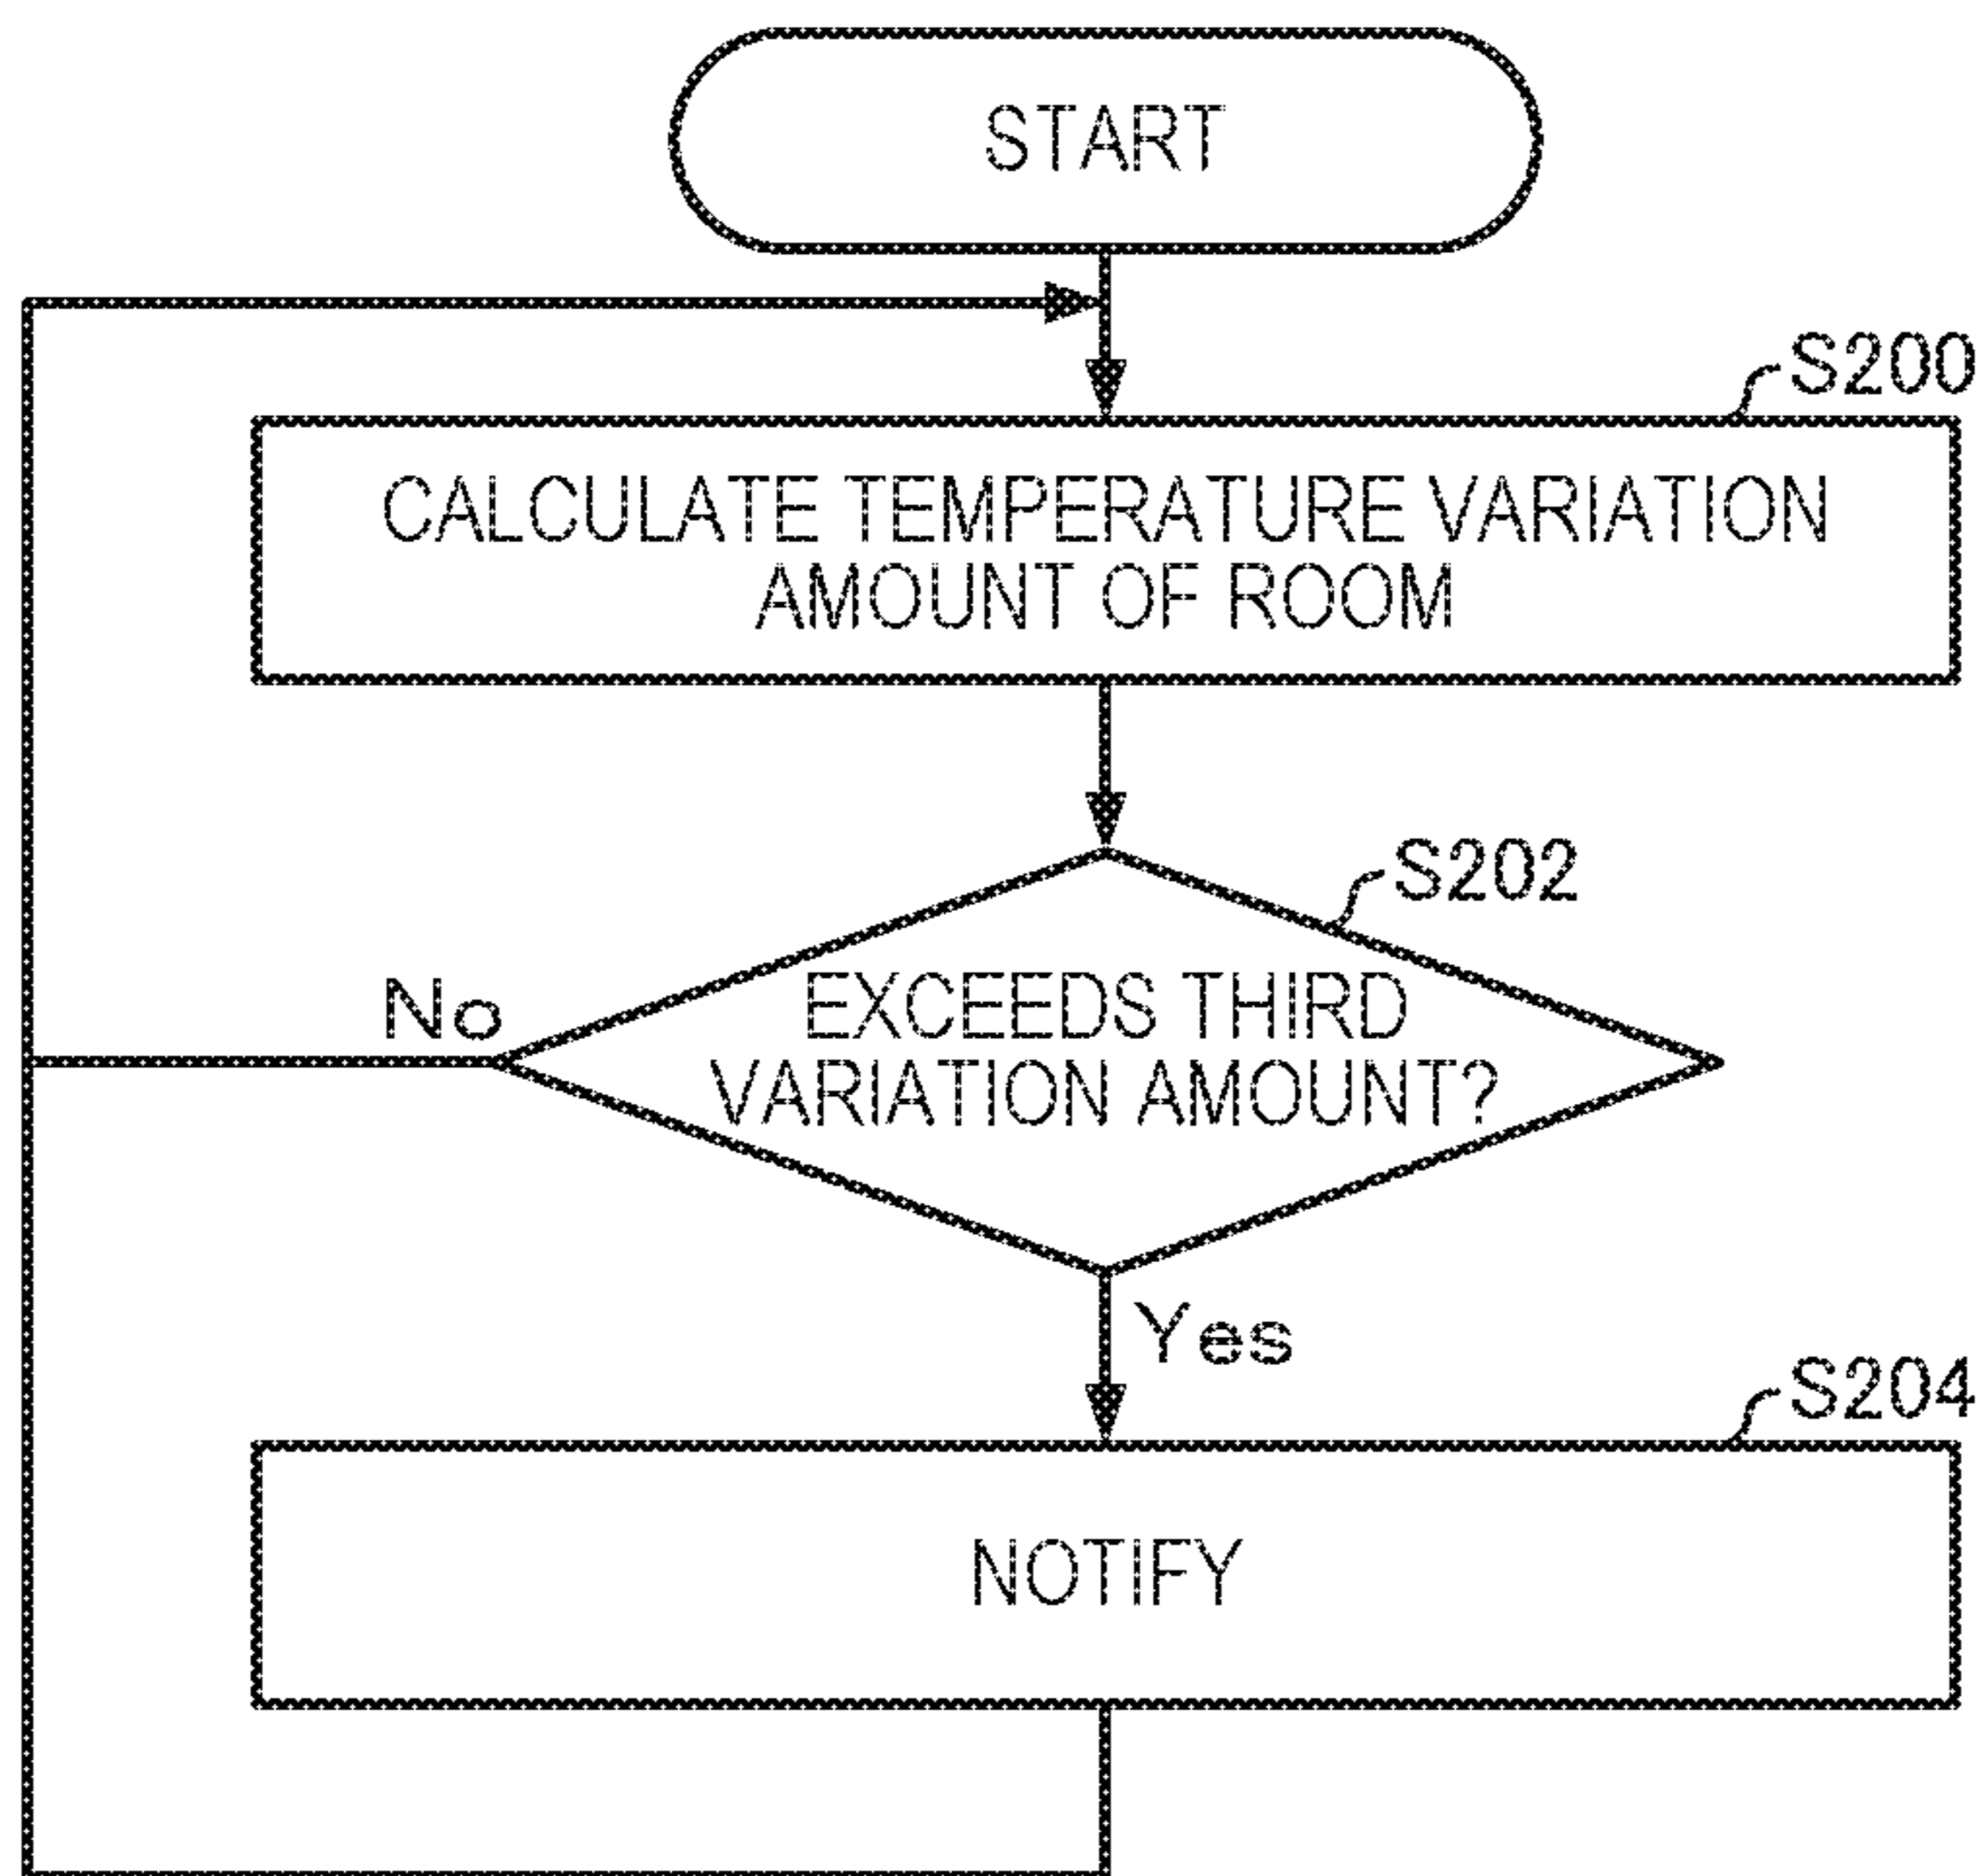 START
S200
CALCULATE TEMPERATURE VARIATION
AMOUNT OF ROOM
S202
EXCEEDS THIRD
VARIATION AMOUNT?
No
Yes
S204
NOTIFY